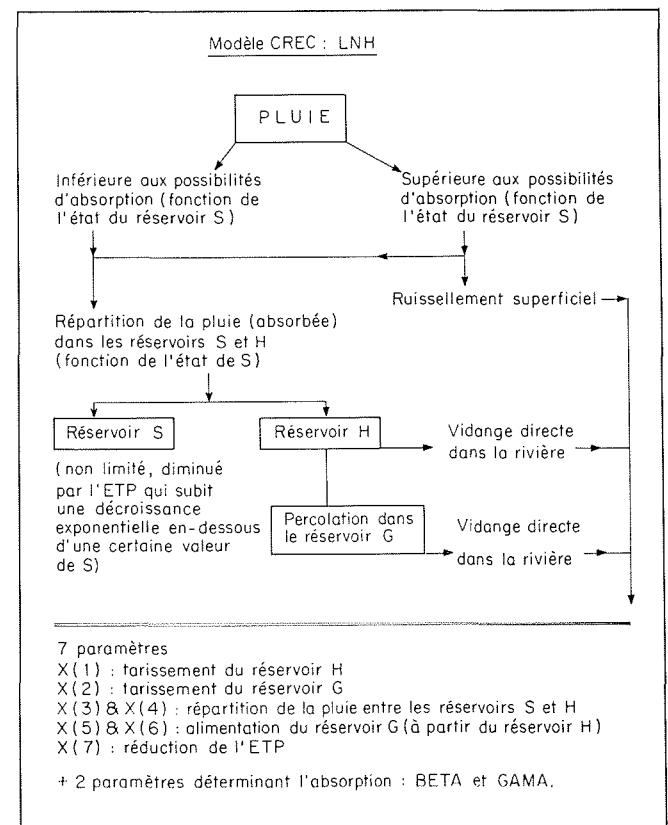 Modèle CREC : LNH
PLUIE
Inférieure aux possibilités
d'absorption (fonction de
l'état du réservoir S)
Supérieure aux possibilités
d'absorption (fonction de
l'état du réservoir S)
Ruissellement superficiel
Répartition de la pluie (absorbée)
dans les réservoirs S et H
(fonction de l'état de S)
Réservoir S
(non limité, diminué
par l'ETP qui subit
une décroissance
exponentielle en-dessous
d'une certaine valeur
de S)
Réservoir H
Vidange directe
dans la rivière
Percolation dans
le réservoir G
Vidange directe
dans la rivière
7 paramètres
X(1) : tarissement du réservoir H
X(2) : tarissement du réservoir G
X(3) & X(4) : répartition de la pluie entre les réservoirs S et H
X(5) & X(6) : alimentation du réservoir G (à partir du réservoir H)
X(7) : réduction de l'ETP
+ 2 paramètres déterminant l'absorption : BETA et GAMA.